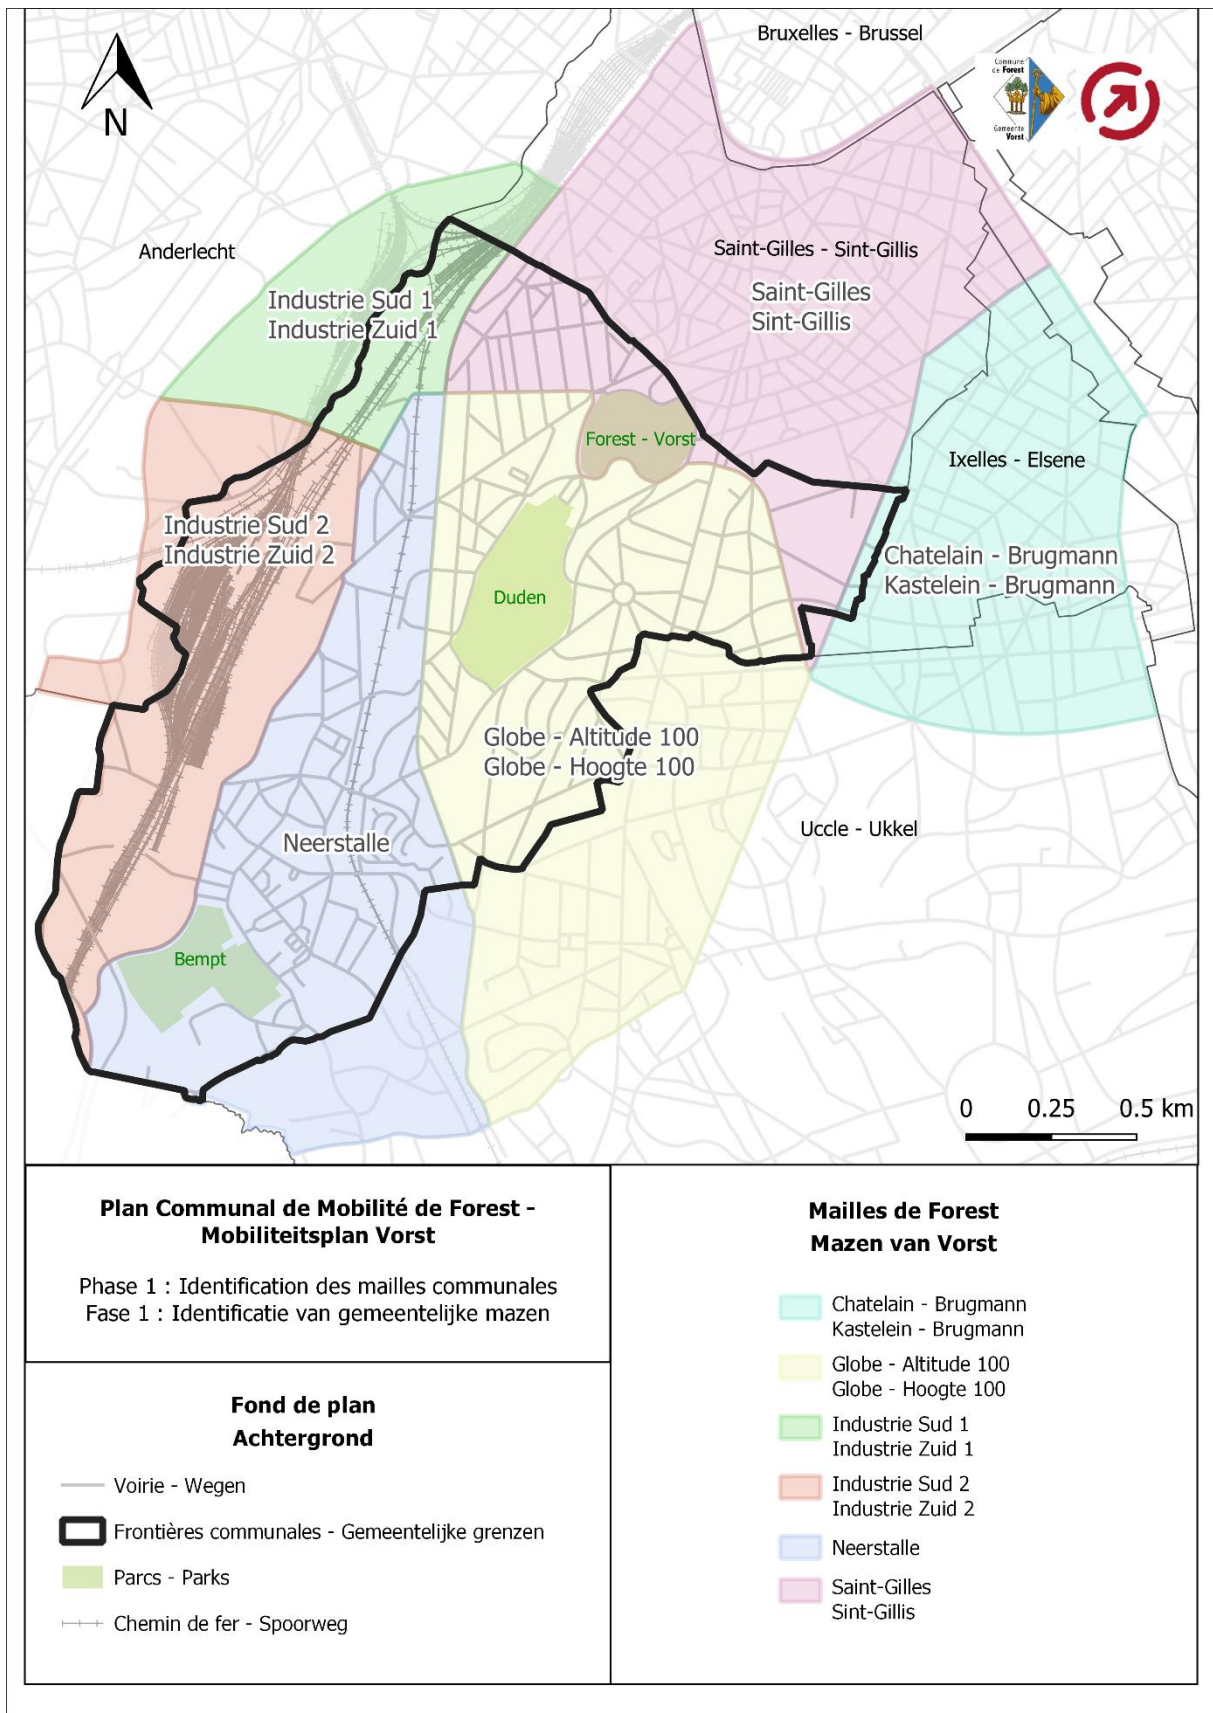 Bruxelles - Brussel
Commune
de Forest
Gemeente
Vorst
N
Anderlecht
Saint-Gilles - Sint-Gillis
Industrie Sud 1
Industrie Zuid 1
Saint-Gilles
Sint-Gillis
Forest - Vorst
Ixelles - Elsene
Industrie Sud 2
Industrie Zuid 2
Chatelain - Brugmann
Kastelein - Brugmann
Duden
Globe - Altitude 100
Globe - Hoogte 100
Neerstalle
Uccle - Ukkel
Bempt
0 0.25 0.5 km
Plan Communal de Mobilité de Forest -
Mobiliteitsplan Vorst
Phase 1 : Identification des mailles communales
Fase 1 : Identificatie van gemeentelijke mazen
Fond de plan
Achtergrond
Voirie - Wegen
Frontières communales - Gemeentelijke grenzen
Parcs - Parks
Chemin de fer - Spoorweg
Mailles de Forest
Mazen van Vorst
Chatelain - Brugmann
Kastelein - Brugmann
Globe - Altitude 100
Globe - Hoogte 100
Industrie Sud 1
Industrie Zuid 1
Industrie Sud 2
Industrie Zuid 2
Neerstalle
Saint-Gilles
Sint-Gillis